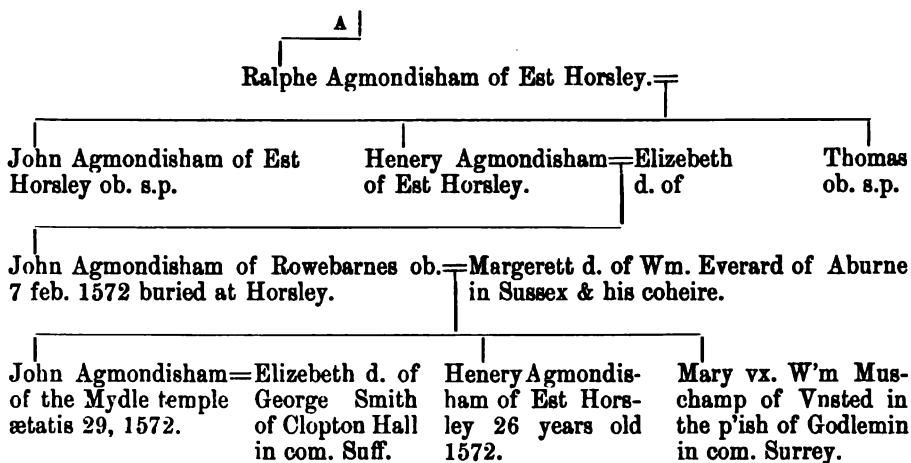 A
Ralphe Agmondisham of Est Horsley.=
John Agmondisham of Est
Horsley ob. s.p.
Henery Agmondisham=Elizebeth
of Est Horsley. d. of
Thomas
ob. s.p.
John Agmondisham of Rowebarnes ob.=Margerett d. of Wm. Everard of Aburne
7 feb. 1572 buried at Horsley. in Sussex & his coheire.
John Agmondisham=Elizebeth d. of
of the Mydle temple George Smith
ætatis 29, 1572. of Clopton Hall
in com. Suff.
Henery Agmondis-
ham of Est Hors-
ley 26 years old
1572.
Mary vx. W'm Mus-
champ of Vnsted in
the p'ish of Godlemin
in com. Surrey.